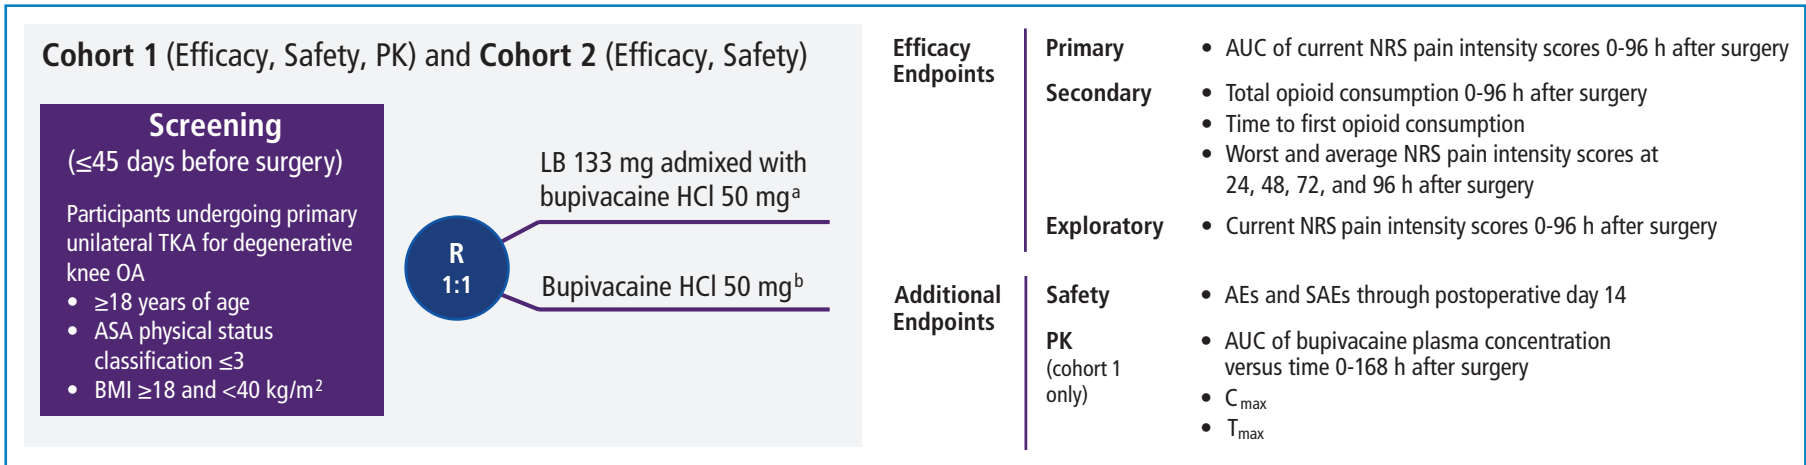 Cohort 1 (Efficacy, Safety, PK) and Cohort 2 (Efficacy, Safety)
Screening
(≤45 days before surgery)
Participants undergoing primary
unilateral TKA for degenerative
knee OA
• ≥18 years of age
• ASA physical status
classification ≤3
• BMI ≥18 and <40 kg/m²
R
1:1
LB 133 mg admixed with
bupivacaine HCl 50 mgᵃ
Bupivacaine HCl 50 mgᵇ
Efficacy
Endpoints
Primary
• AUC of current NRS pain intensity scores 0-96 h after surgery
Secondary
• Total opioid consumption 0-96 h after surgery
• Time to first opioid consumption
• Worst and average NRS pain intensity scores at
24, 48, 72, and 96 h after surgery
Exploratory
• Current NRS pain intensity scores 0-96 h after surgery
Additional
Endpoints
Safety
• AEs and SAEs through postoperative day 14
PK
(cohort 1
only)
• AUC of bupivacaine plasma concentration
versus time 0-168 h after surgery
• Cmax
• Tmax